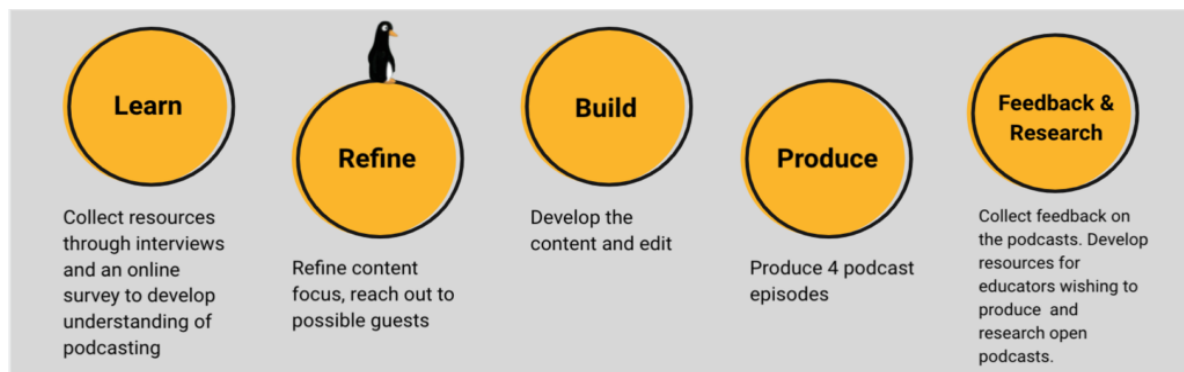 Learn
Collect resources
through interviews
and an online
survey to develop
understanding of
podcasting
Refine
Refine content
focus, reach out to
possible guests
Build
Develop the
content and edit
Produce
Produce 4 podcast
episodes
Feedback &
Research
Collect feedback on
the podcasts. Develop
resources for
educators wishing to
produce and
research open
podcasts.